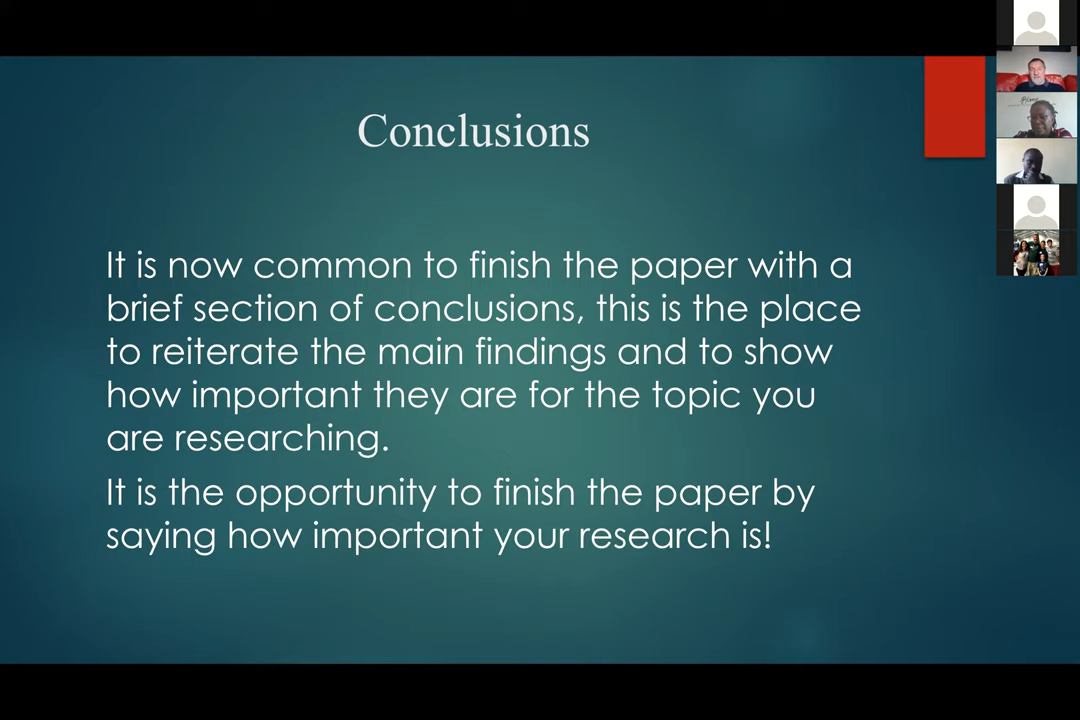 Conclusions
It is now common to finish the paper with a
brief section of conclusions, this is the place
to reiterate the main findings and to show
how important they are for the topic you
are researching.
It is the opportunity to finish the paper by
saying how important your research is!